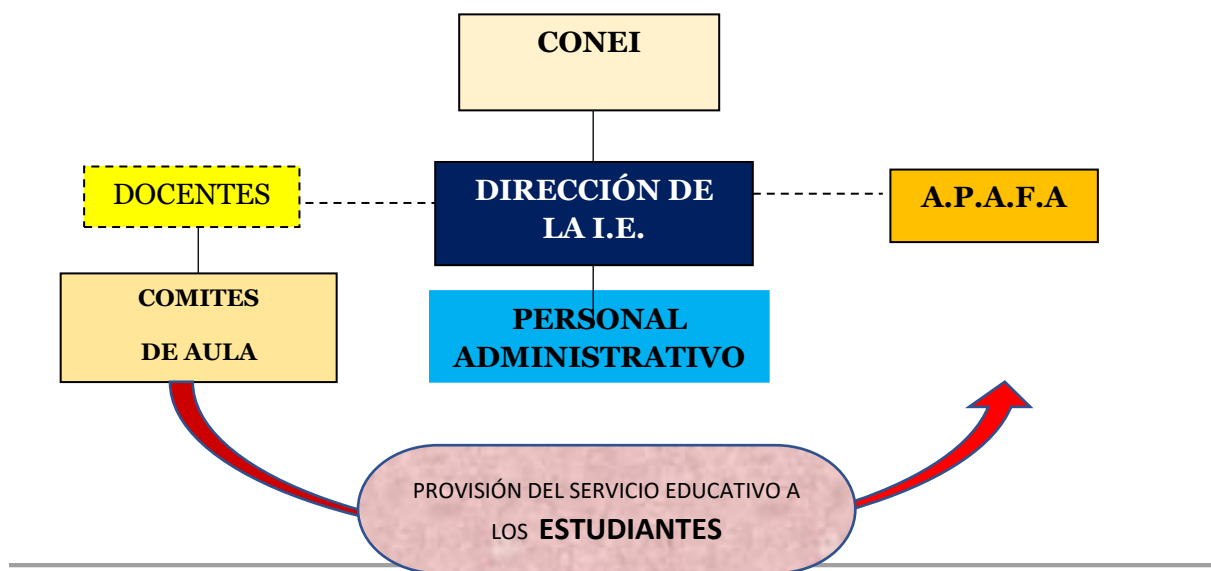 CONEI
DOCENTES
DIRECCIÓN DE
LA I.E.
A.P.A.F.A
COMITES
DE AULA
PERSONAL
ADMINISTRATIVO
PROVISIÓN DEL SERVICIO EDUCATIVO A
LOS ESTUDIANTES